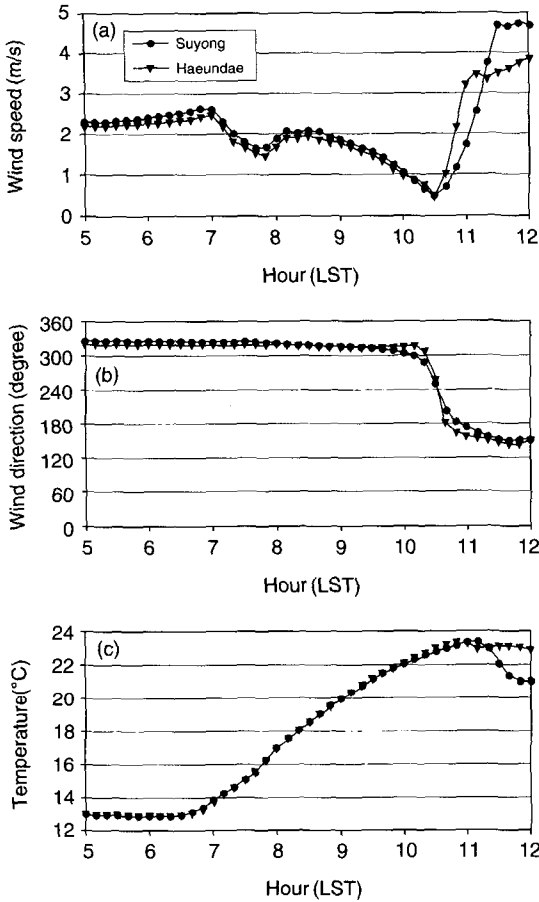 (a)
Suyong
Haeundae
Wind speed (m/s)
5
4
3
2
1
0
5 6 7 8 9 10 11 12
Hour (LST)
(b)
Wind direction (degree)
360
300
240
180
120
60
0
5 6 7 8 9 10 11 12
Hour (LST)
(c)
Temperature(°C)
24
22
20
18
16
14
12
5 6 7 8 9 10 11 12
Hour (LST)